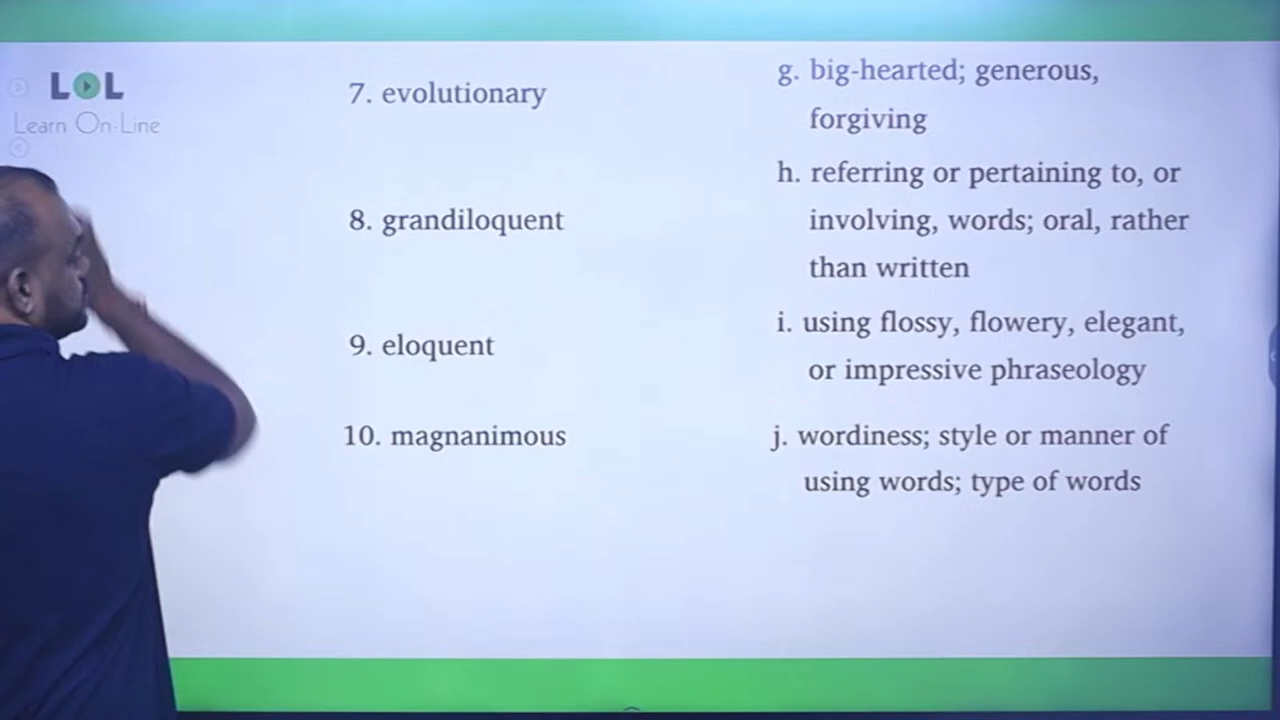 LOL
Learn On-Line
7. evolutionary
g. big-hearted; generous,
forgiving
h. referring or pertaining to, or
8. grandiloquent
involving, words; oral, rather
than written
i. using flossy, flowery, elegant,
9. eloquent
or impressive phraseology
10. magnanimous
j. wordiness; style or manner of
using words; type of words